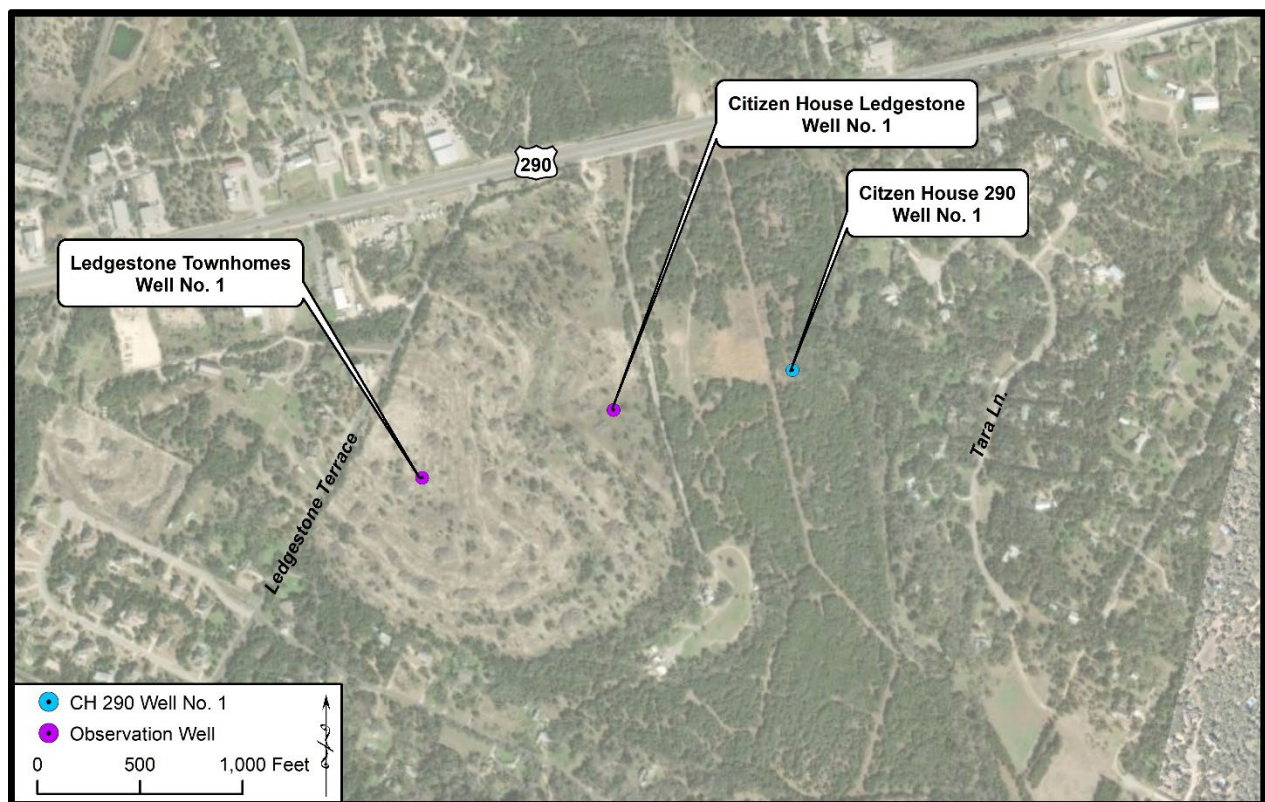 Citizen House Ledgestone
Well No. 1
290
Citzen House 290
Well No. 1
Ledgestone Townhomes
Well No. 1
Ledgestone Terrace
Tara Ln.
CH 290 Well No. 1
Observation Well
0 500 1,000 Feet